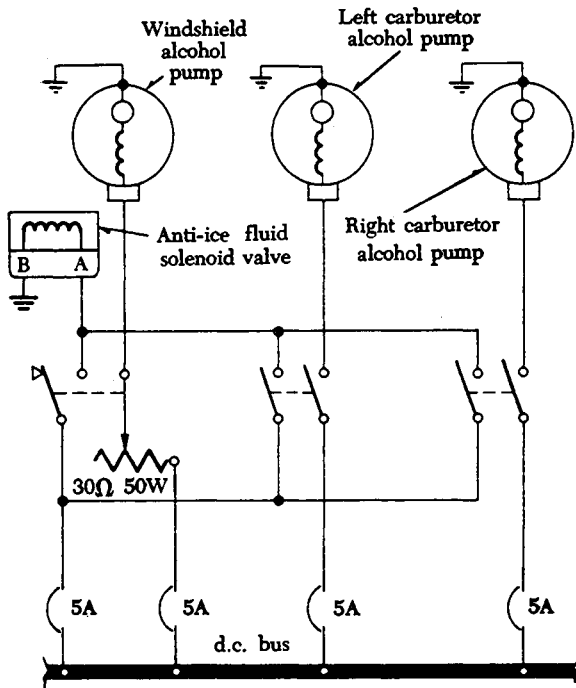 Windshield
alcohol
pump
Left carburetor
alcohol pump
Anti-ice fluid
solenoid valve
Right carburetor
alcohol pump
B A
30Ω 50W
5A
5A
5A
5A
d.c. bus